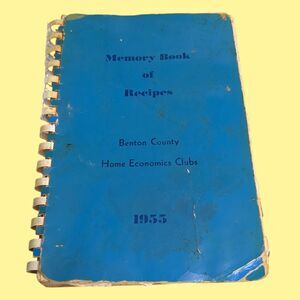 Memory Book
of
Recipes
Benton County
Home Economics Clubs
1955